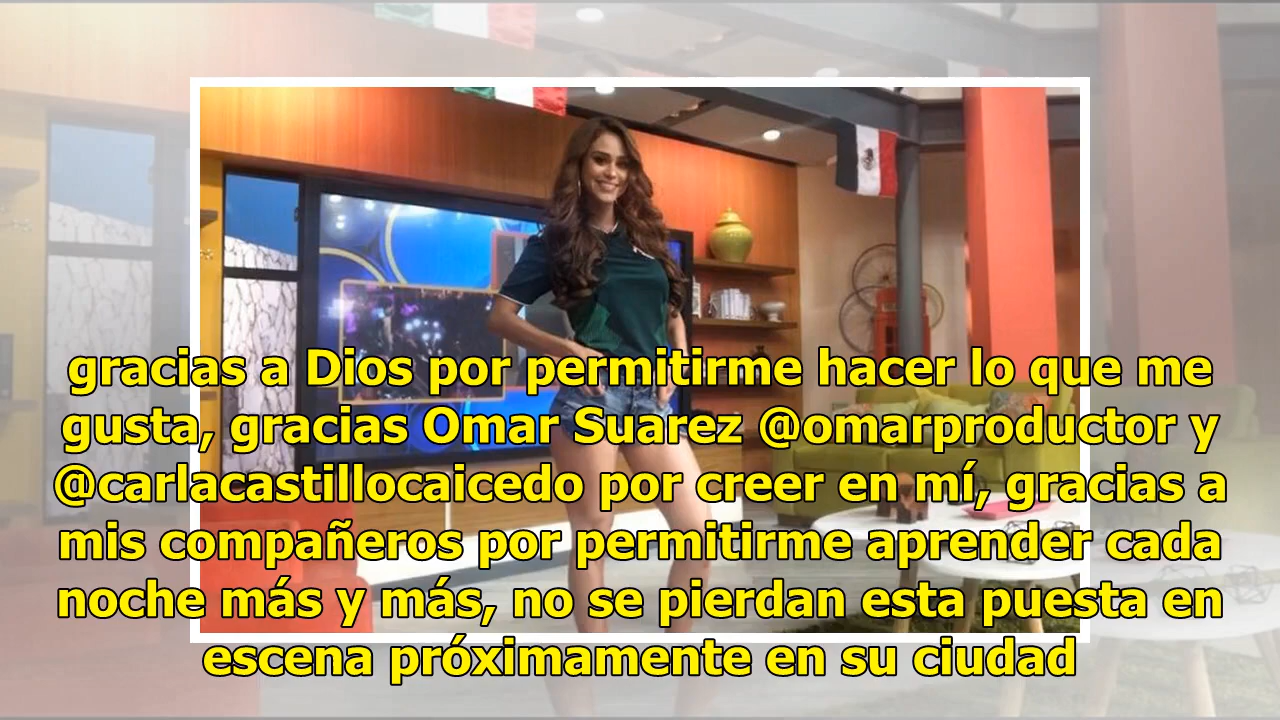 gracias a Dios por permitirme hacer lo que me
gusta, gracias Omar Suarez @omarproductor y
@carlacastillocaicedo por creer en mí, gracias a
mis compañeros por permitirme aprender cada
noche más y más, no se pierdan esta puesta en
escena próximamente en su ciudad